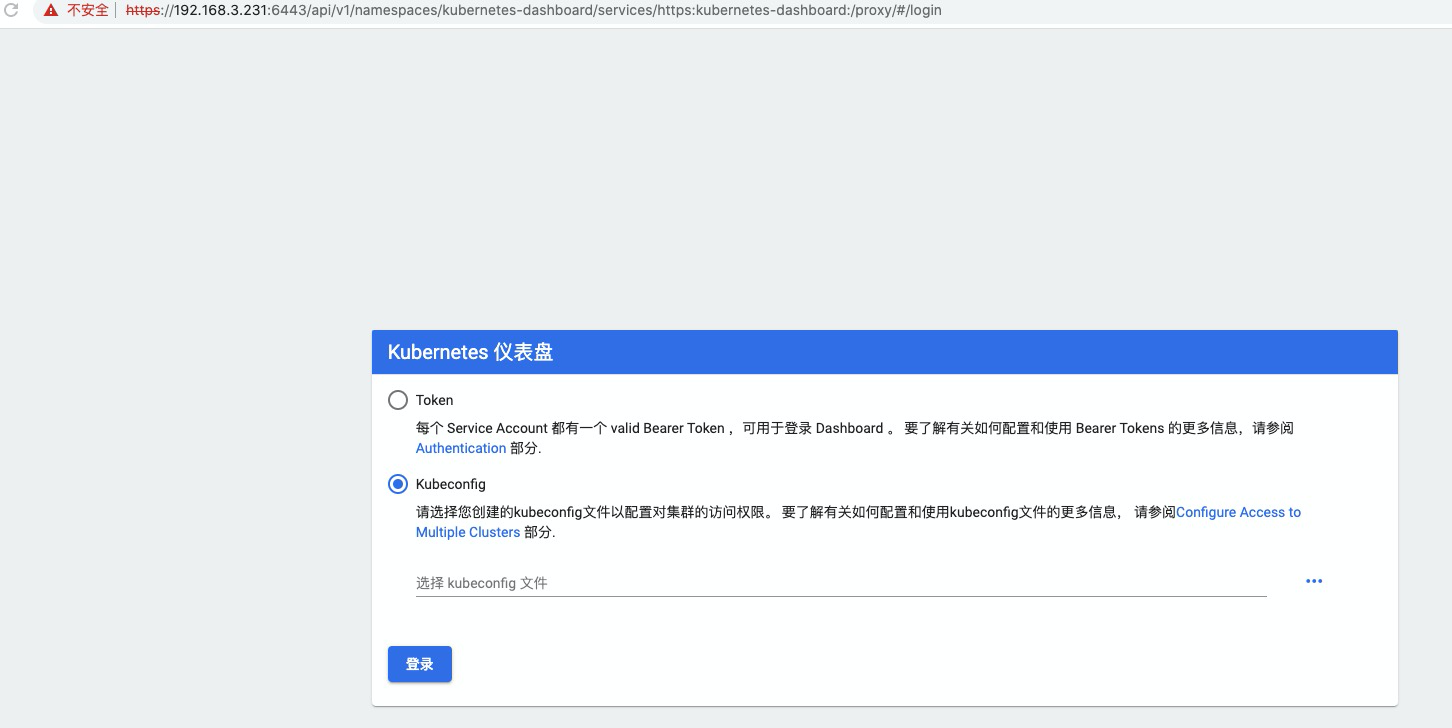 不安全 https://192.168.3.231:6443/api/v1/namespaces/kubernetes-dashboard/services/https:kubernetes-dashboard:/proxy/#/login
Kubernetes 仪表盘
Token
每个 Service Account 都有一个 valid Bearer Token ，可用于登录 Dashboard 。 要了解有关如何配置和使用 Bearer Tokens 的更多信息，请参阅
Authentication 部分.
Kubeconfig
请选择您创建的kubeconfig文件以配置对集群的访问权限。 要了解有关如何配置和使用kubeconfig文件的更多信息， 请参阅Configure Access to
Multiple Clusters 部分.
选择 kubeconfig 文件
登录